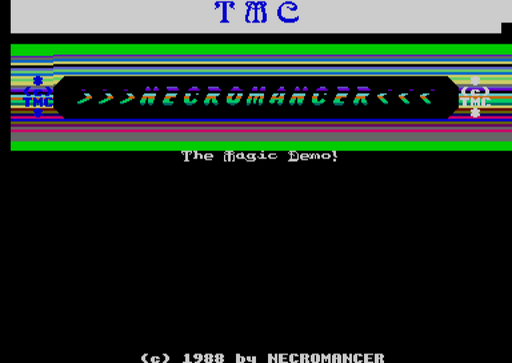 TMC
* (c) TMC * >>>NECROMANCER<<< * (c) TMC *
The Magic Demo!
(c) 1988 by NECROMANCER